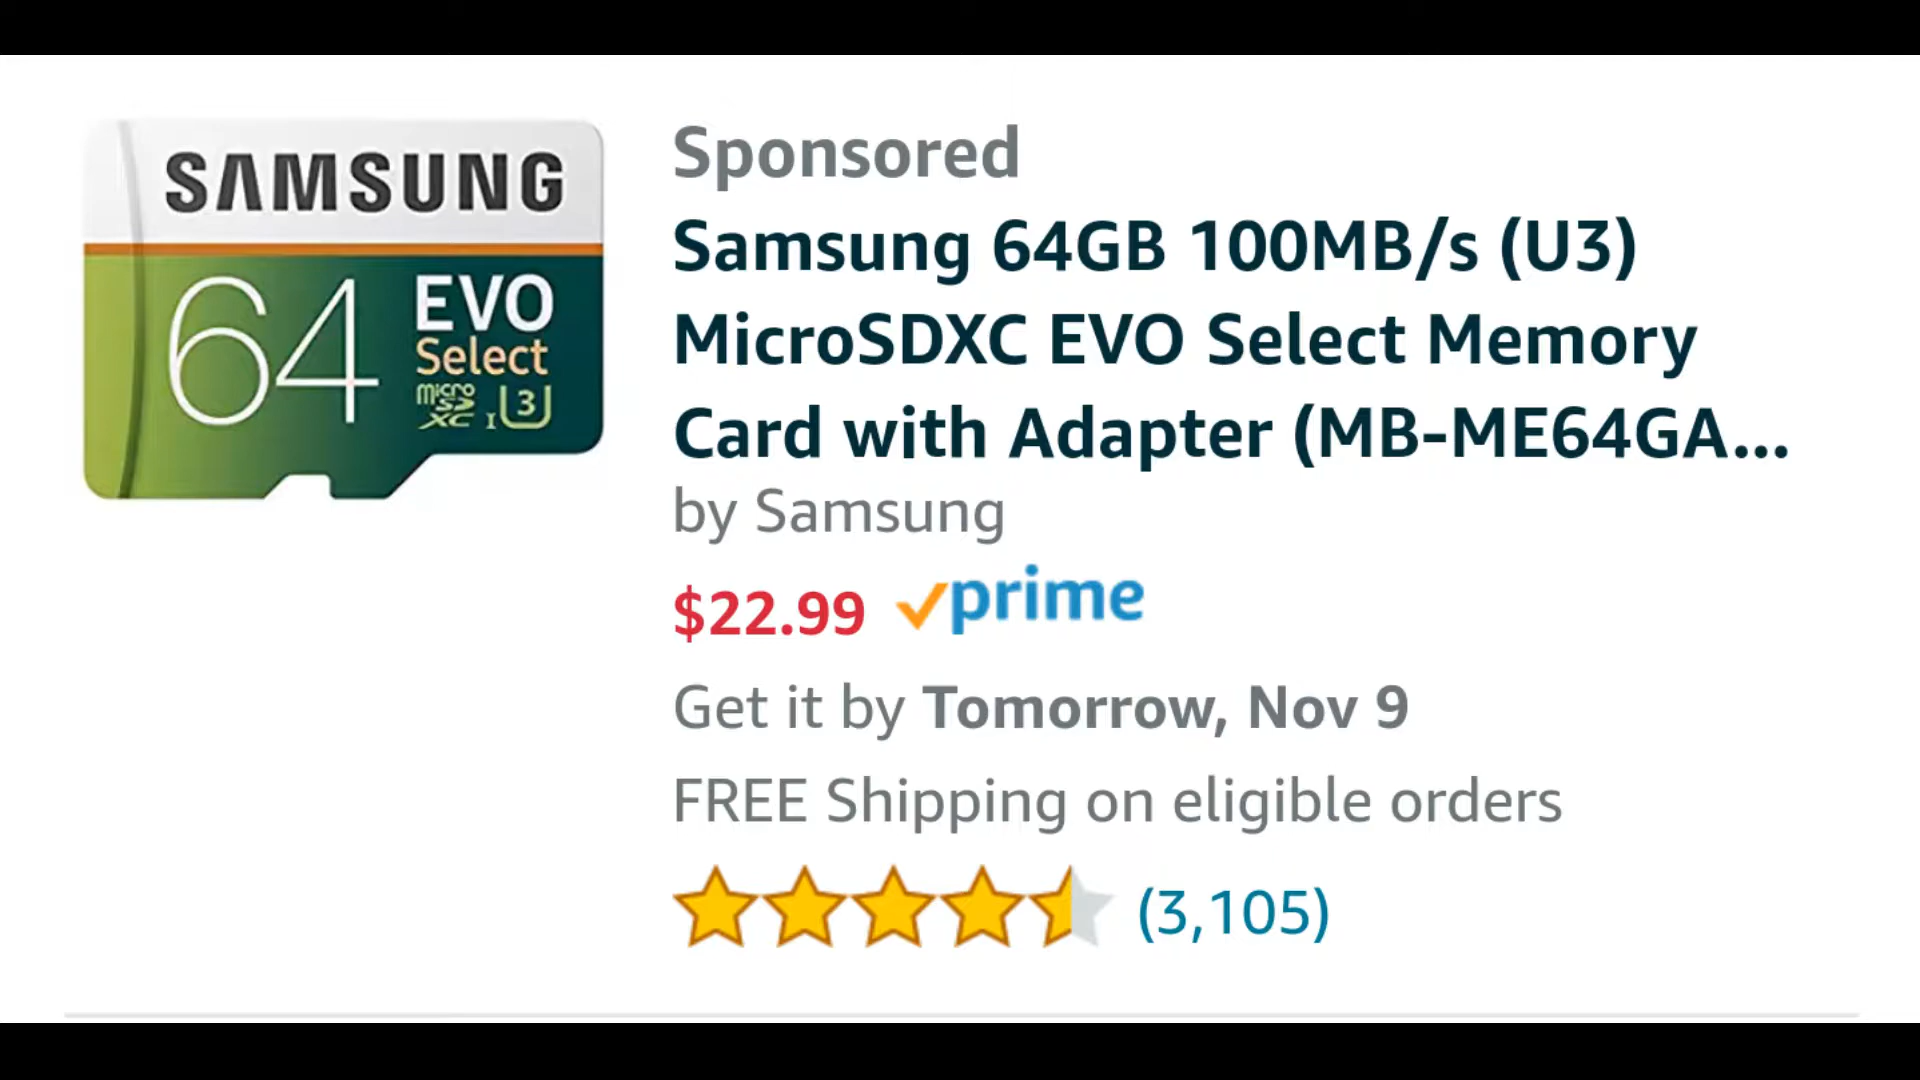 SAMSUNG
64
EVO
Select
micro
SD
XC I U3
Sponsored
Samsung 64GB 100MB/s (U3)
MicroSDXC EVO Select Memory
Card with Adapter (MB-ME64GA...
by Samsung
$22.99 prime
Get it by Tomorrow, Nov 9
FREE Shipping on eligible orders
(3,105)